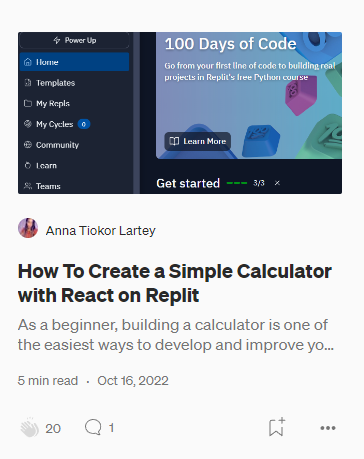 Power Up
Home
Templates
My Repls
My Cycles 0
Community
Learn
Teams
100 Days of Code
Go from your first line of code to building real
projects in Replit's free Python course
Learn More
Get started 3/3 ×
Anna Tiokor Lartey
How To Create a Simple Calculator
with React on Replit
As a beginner, building a calculator is one of
the easiest ways to develop and improve yo...
5 min read · Oct 16, 2022
20 1